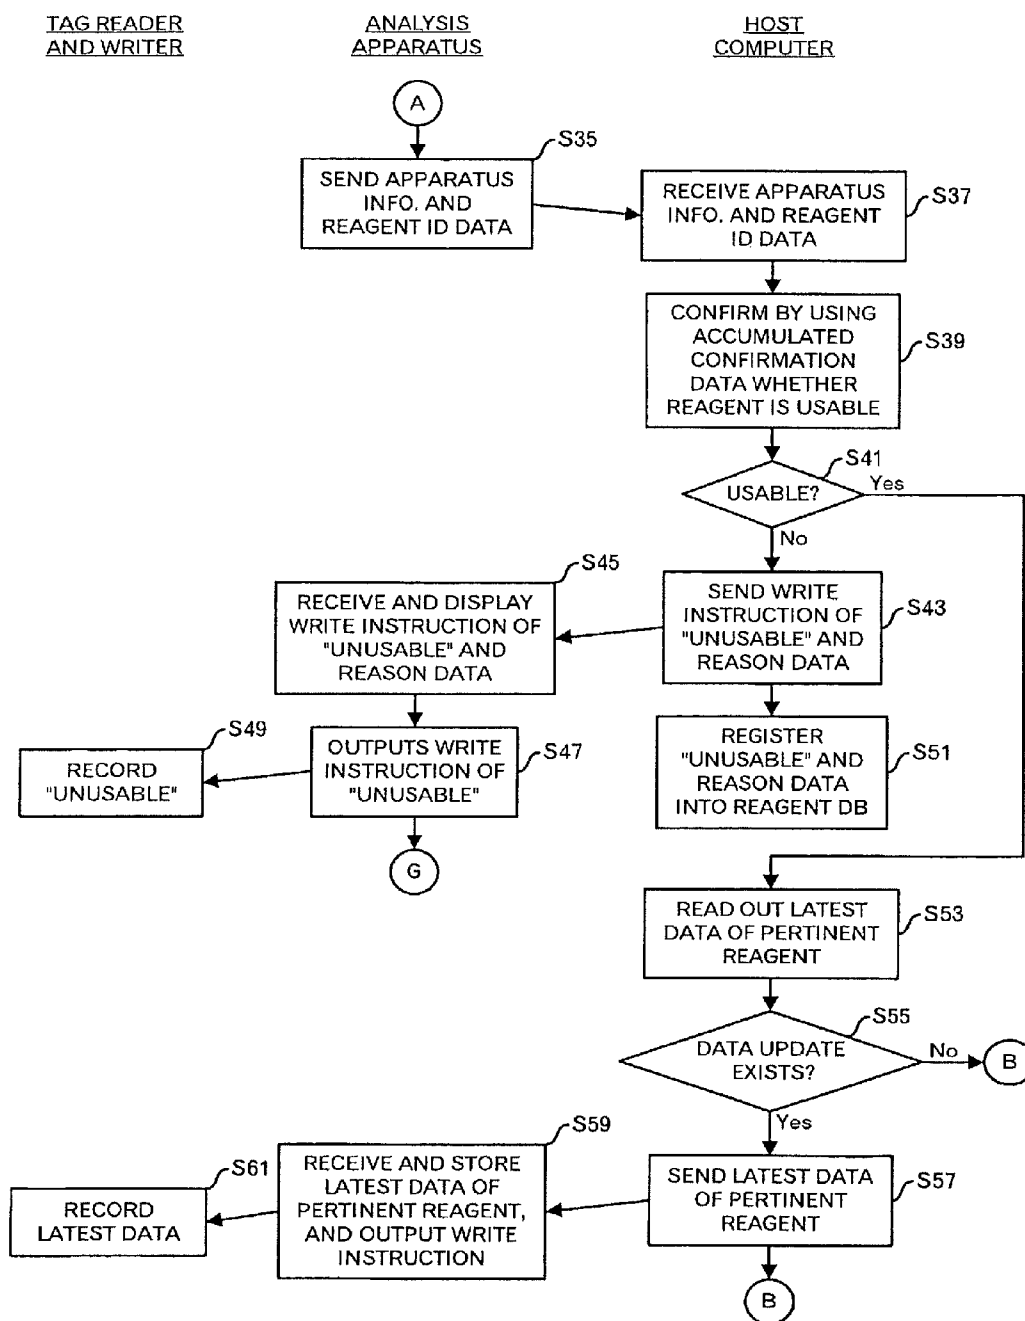 TAG READER
AND WRITER
ANALYSIS
APPARATUS
HOST
COMPUTER
A
S35
SEND APPARATUS
INFO. AND
REAGENT ID DATA
RECEIVE APPARATUS
INFO. AND REAGENT
ID DATA
S37
CONFIRM BY USING
ACCUMULATED
CONFIRMATION
DATA WHETHER
REAGENT IS USABLE
S39
S41
USABLE?
Yes
No
S45
RECEIVE AND DISPLAY
WRITE INSTRUCTION OF
"UNUSABLE" AND
REASON DATA
SEND WRITE
INSTRUCTION OF
"UNUSABLE" AND
REASON DATA
S43
S49
RECORD
"UNUSABLE"
OUTPUTS WRITE
INSTRUCTION OF
"UNUSABLE"
S47
REGISTER
"UNUSABLE" AND
REASON DATA
INTO REAGENT DB
S51
G
READ OUT LATEST
DATA OF PERTINENT
REAGENT
S53
S55
DATA UPDATE
EXISTS?
No
B
Yes
S61
RECORD
LATEST DATA
S59
RECEIVE AND STORE
LATEST DATA OF
PERTINENT REAGENT,
AND OUTPUT WRITE
INSTRUCTION
SEND LATEST DATA
OF PERTINENT
REAGENT
S57
B